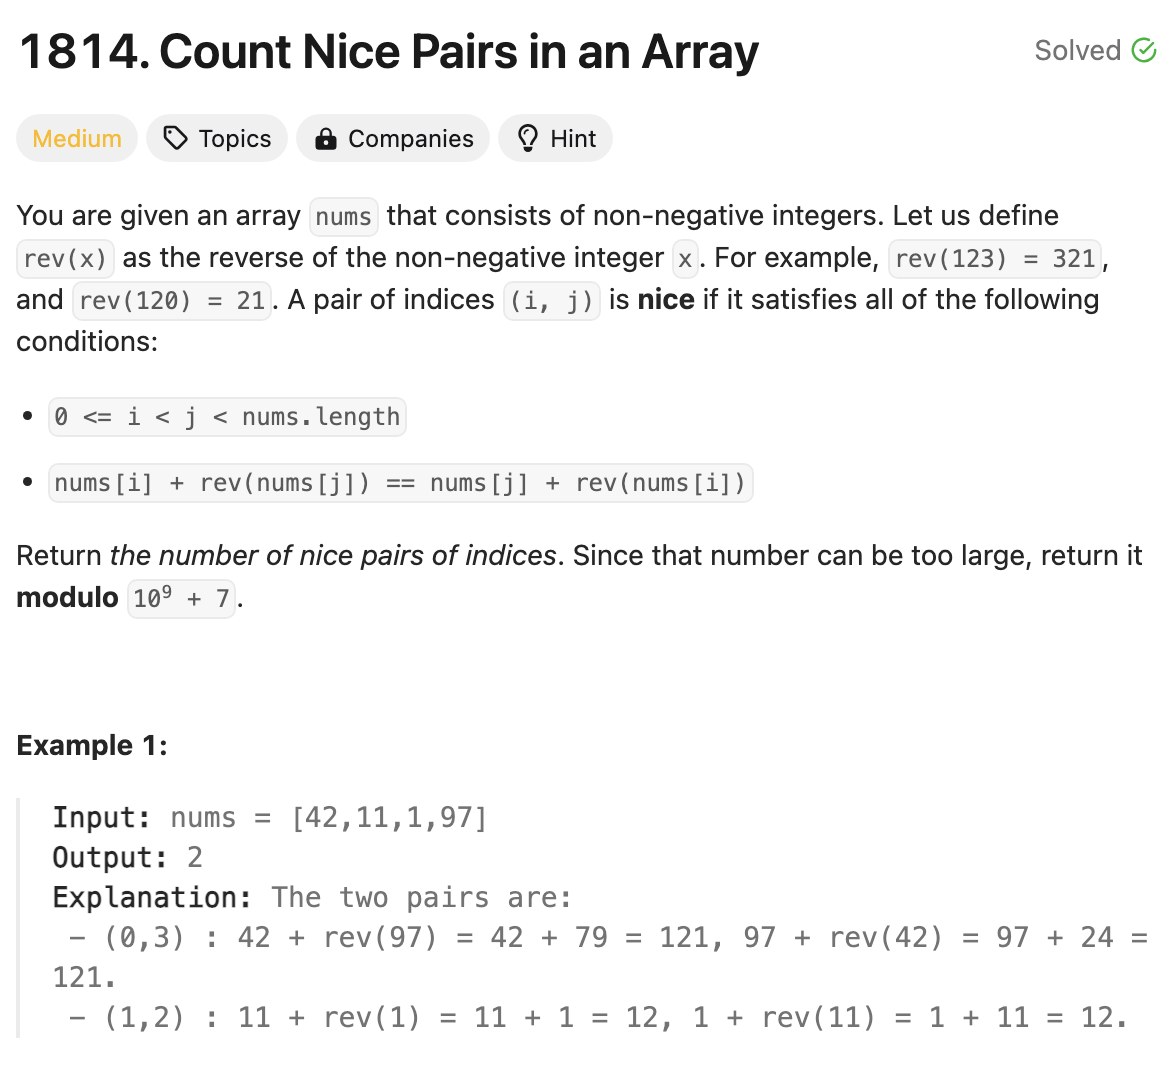 1814. Count Nice Pairs in an Array
Solved
Medium
Topics
Companies
Hint
You are given an array nums that consists of non-negative integers. Let us define
rev(x) as the reverse of the non-negative integer x. For example, rev(123) = 321,
and rev(120) = 21. A pair of indices (i, j) is nice if it satisfies all of the following
conditions:
• 0 <= i < j < nums.length
• nums[i] + rev(nums[j]) == nums[j] + rev(nums[i])
Return the number of nice pairs of indices. Since that number can be too large, return it
modulo 10⁹ + 7.
Example 1:
Input: nums = [42,11,1,97]
Output: 2
Explanation: The two pairs are:
- (0,3) : 42 + rev(97) = 42 + 79 = 121, 97 + rev(42) = 97 + 24 =
121.
- (1,2) : 11 + rev(1) = 11 + 1 = 12, 1 + rev(11) = 1 + 11 = 12.